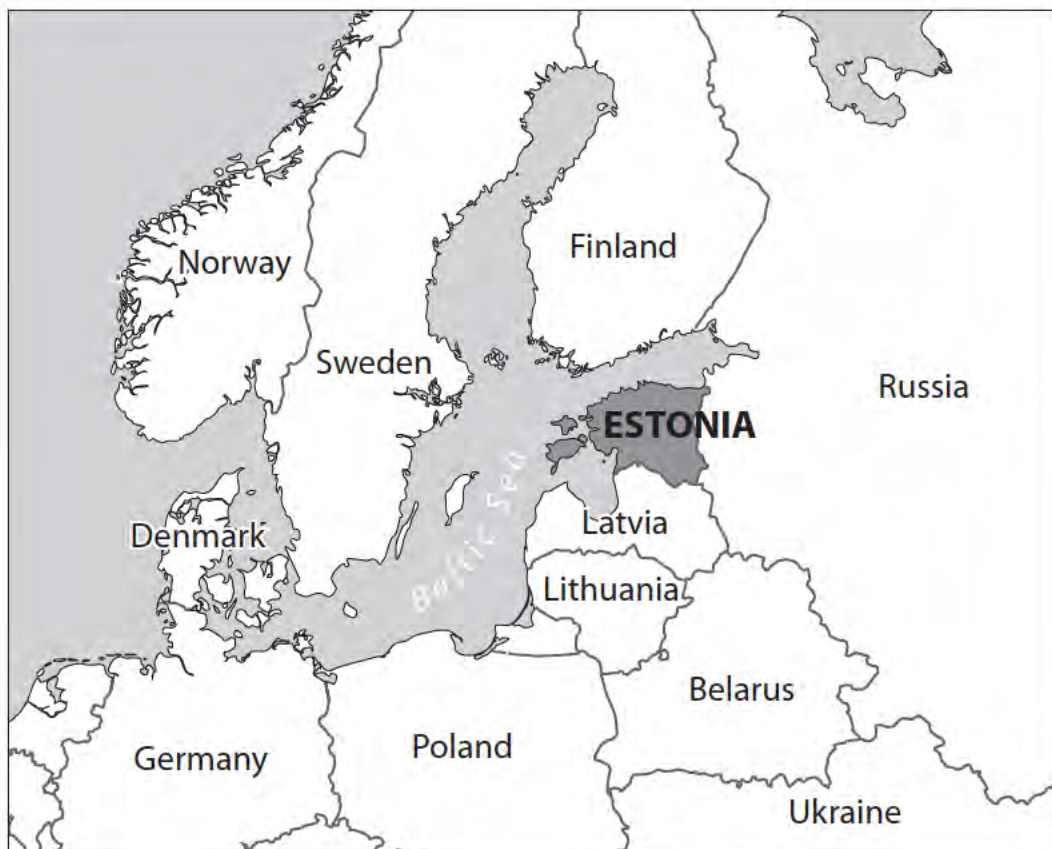 Norway
Finland
Sweden
Russia
ESTONIA
Baltic Sea
Denmark
Latvia
Lithuania
Belarus
Germany
Poland
Ukraine